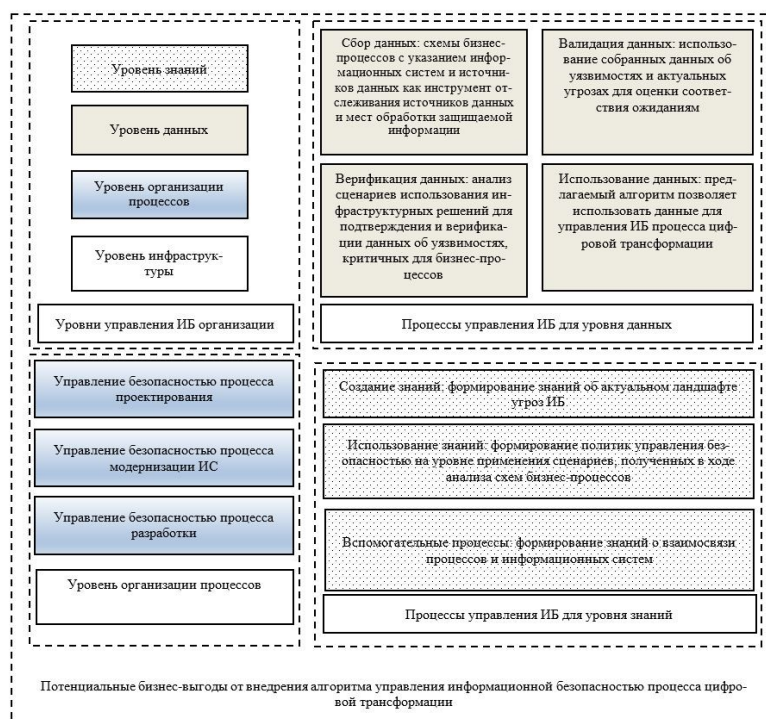 Уровень знаний
Уровень данных
Уровень организации
процессов
Уровень инфраструк-
туры
Уровни управления ИБ организации
Сбор данных: схемы бизнес-
процессов с указанием инфор-
мационных систем и источни-
ков данных как инструмент от-
слеживания источников данных
и мест обработки защищаемой
информации
Валидация данных: использо-
вание собранных данных об
уязвимостях и актуальных
угрозах для оценки соответ-
ствия ожиданиям
Верификация данных: анализ
сценариев использования ин-
фраструктурных решений для
подтверждения и верифика-
ции данных об уязвимостях,
критичных для бизнес-про-
цессов
Использование данных: пред-
лагаемый алгоритм позволяет
использовать данные для
управления ИБ процесса циф-
ровой трансформации
Процессы управления ИБ для уровня данных
Управление безопасностью процесса
проектирования
Управление безопасностью процесса
модернизации ИС
Управление безопасностью процесса
разработки
Уровень организации процессов
Создание знаний: формирование знаний об актуальном ландшафте
угроз ИБ
Использование знаний: формирование политик управления без-
опасностью на уровне применения сценариев, полученных в ходе
анализа схем бизнес-процессов
Вспомогательные процессы: формирование знаний о взаимосвязи
процессов и информационных систем
Процессы управления ИБ для уровня знаний
Потенциальные бизнес-выгоды от внедрения алгоритма управления информационной безопасностью процесса цифро-
вой трансформации